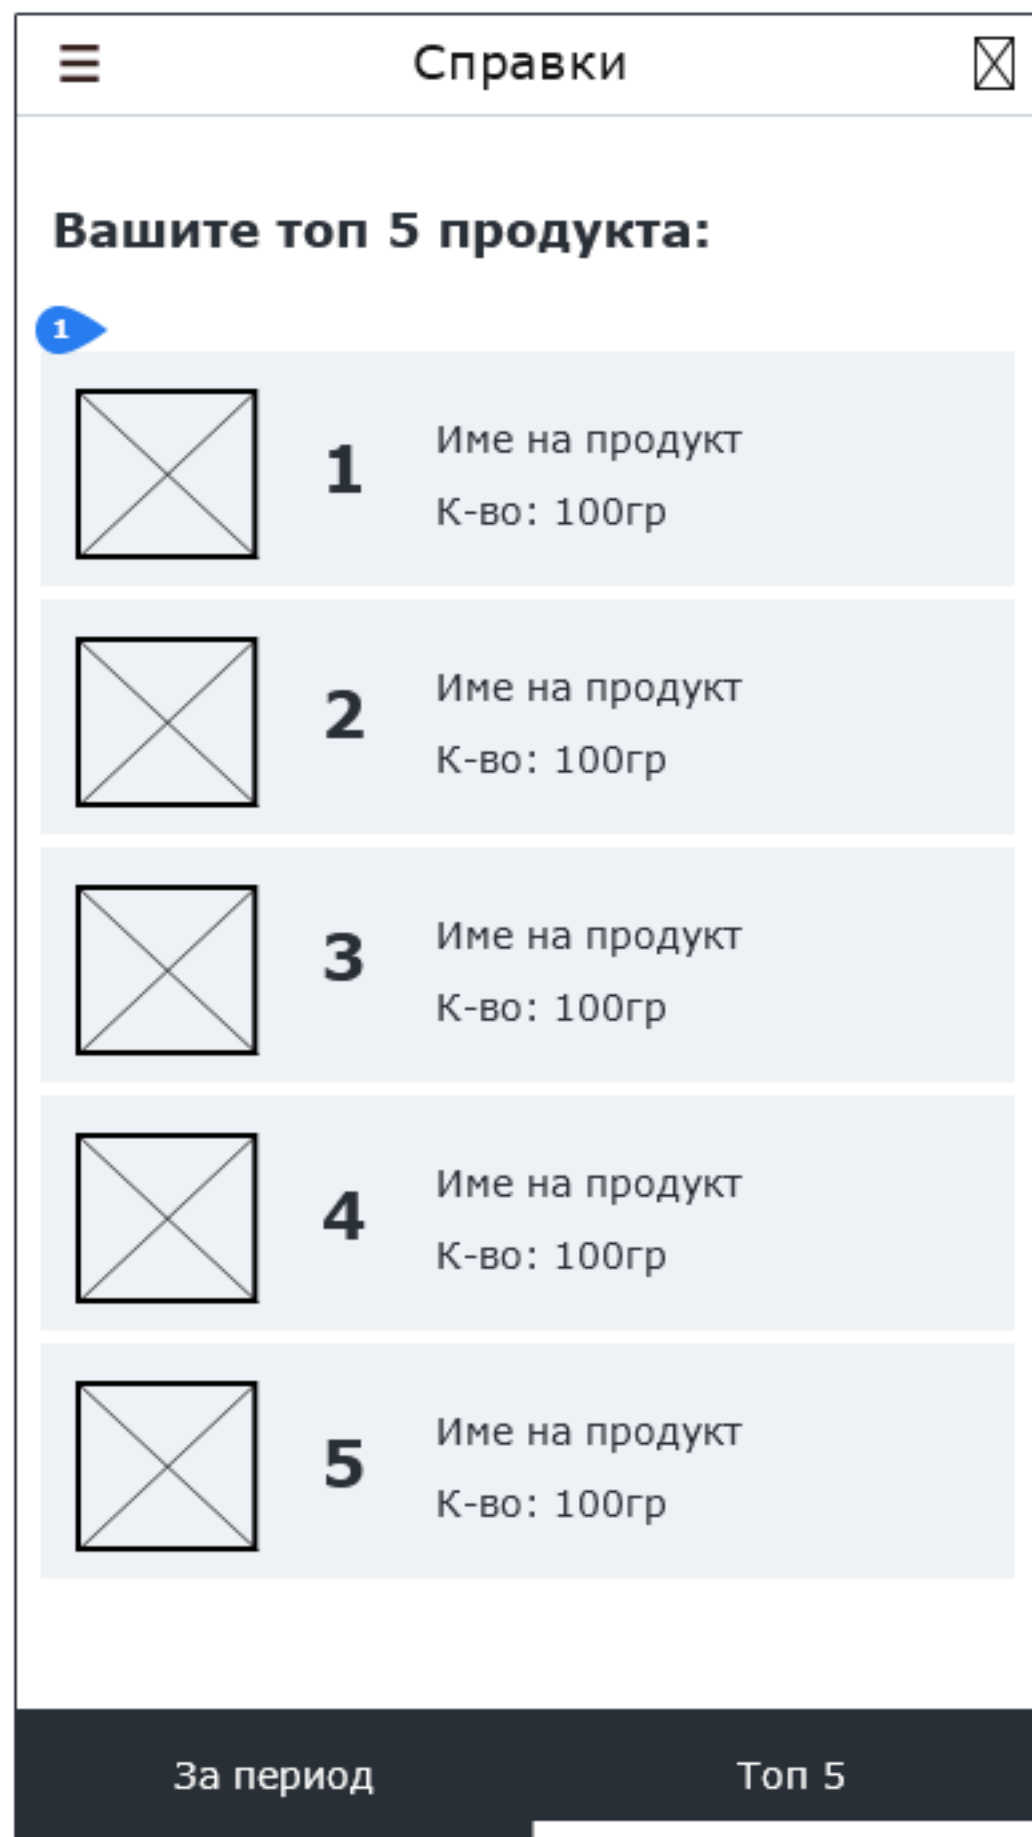 Справки
Вашите топ 5 продукта:
1
1
Име на продукт
К-во: 100гр
2
Име на продукт
К-во: 100гр
3
Име на продукт
К-во: 100гр
4
Име на продукт
К-во: 100гр
5
Име на продукт
К-во: 100гр
За период
Топ 5